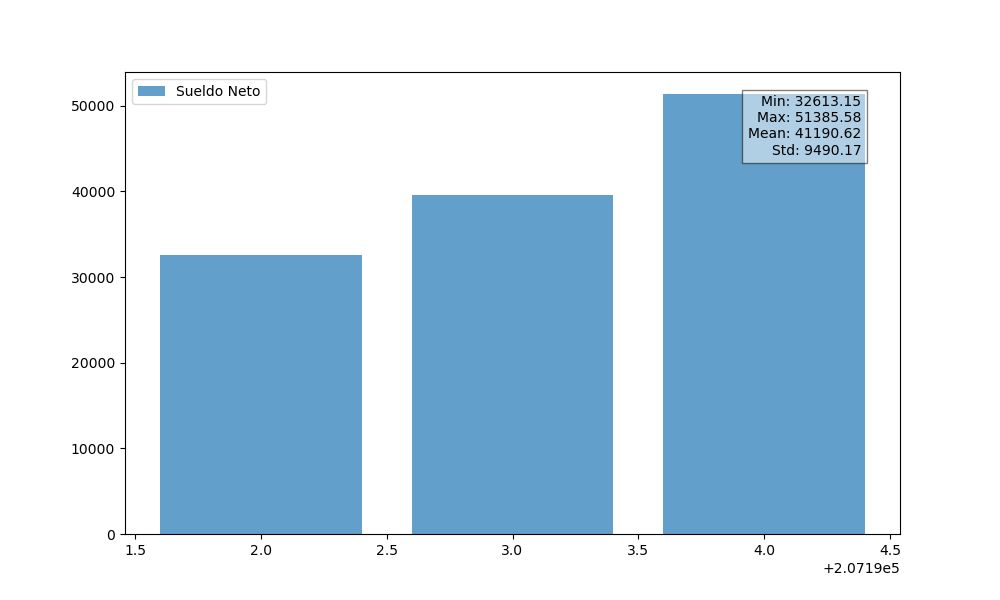 Sueldo Neto
Min: 32613.15
Max: 51385.58
Mean: 41190.62
Std: 9490.17
50000
40000
30000
20000
10000
0
1.5 2.0 2.5 3.0 3.5 4.0 4.5
+2.0719e5